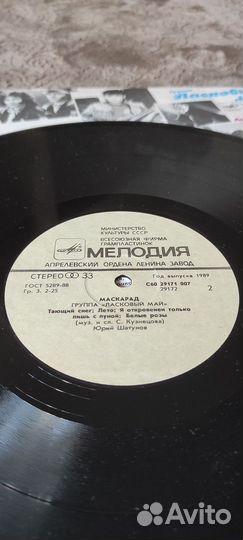 Ласковы
МИНИСТЕРСТВО
КУЛЬТУРЫ СССР
ВСЕСОЮЗНАЯ ФИРМА
ГРАМПЛАСТИНОК
МЕЛОДИЯ
АПРЕЛЕВСКИЙ ОРДЕНА ЛЕНИНА ЗАВОД
СТЕРЕО 33
Год выпуска 1989
ГОСТ 5289-88
Гр. 3. 2-25
С60 29171 007
29172
2
МАСКАРАД
ГРУППА «ЛАСКОВЫЙ МАЙ»
Тающий снег; Лето; Я откровенен только
лишь с луной; Белые розы
(муз. и сл. С. Кузнецова)
Юрий Шатунов
Avito